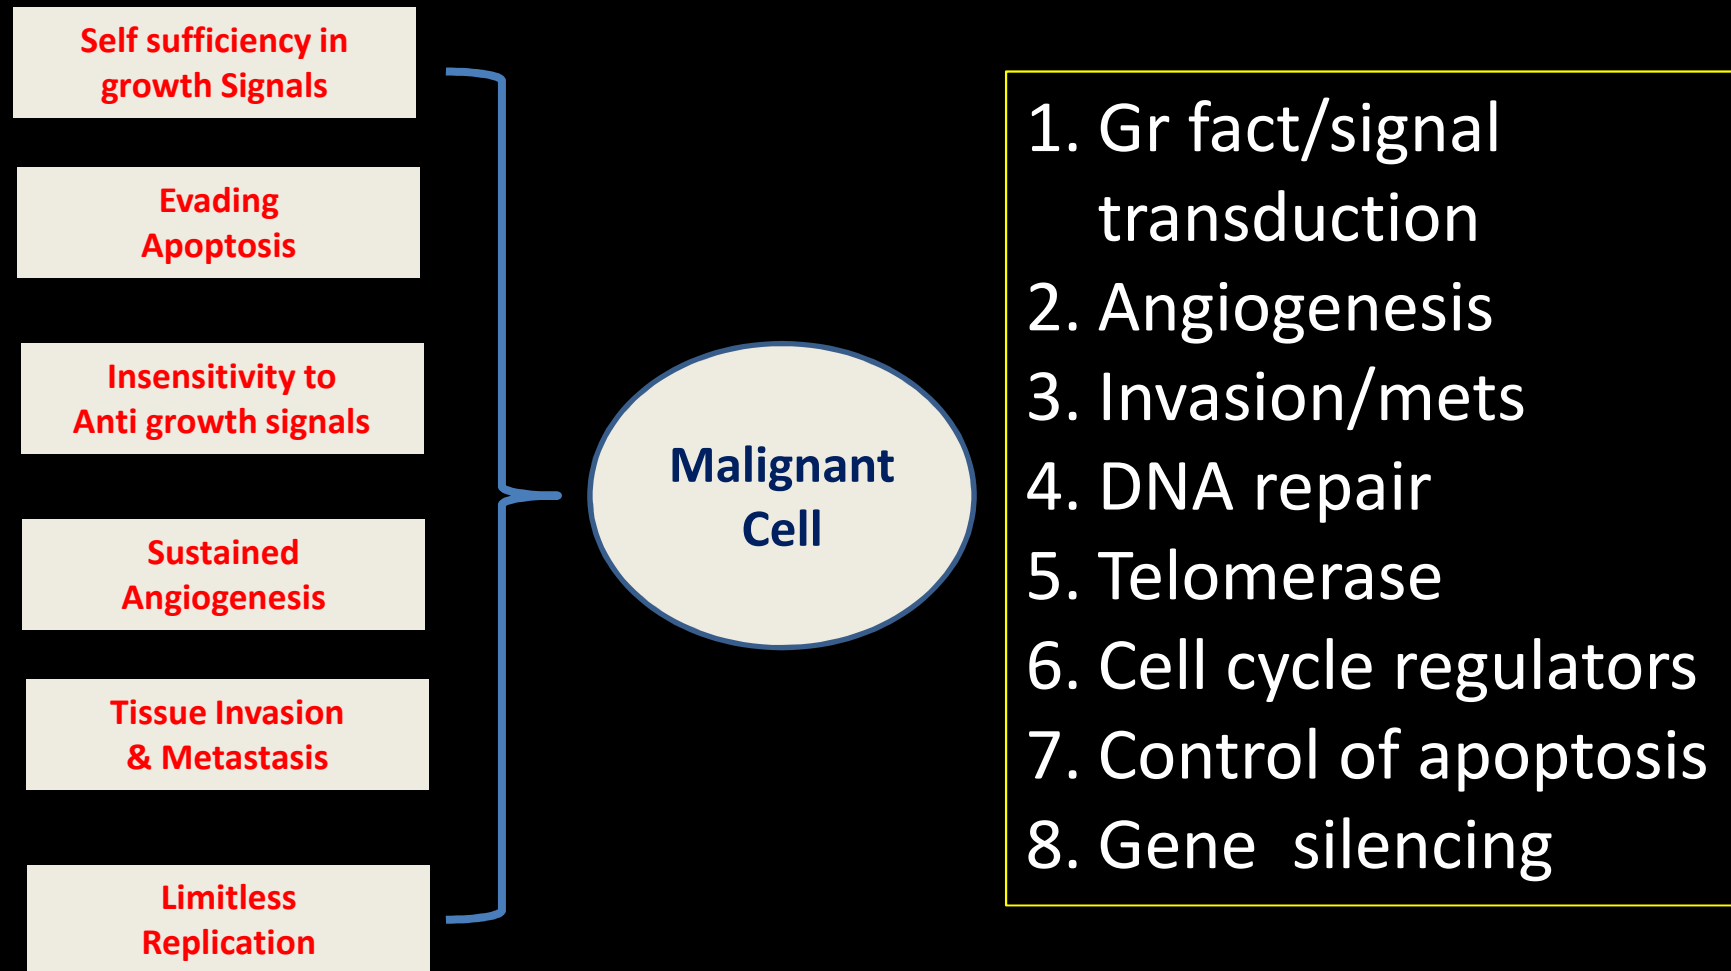 Self sufficiency in
growth Signals
Evading
Apoptosis
Insensitivity to
Anti growth signals
Sustained
Angiogenesis
Tissue Invasion
& Metastasis
Limitless
Replication
Malignant
Cell
1. Gr fact/signal
transduction
2. Angiogenesis
3. Invasion/mets
4. DNA repair
5. Telomerase
6. Cell cycle regulators
7. Control of apoptosis
8. Gene silencing